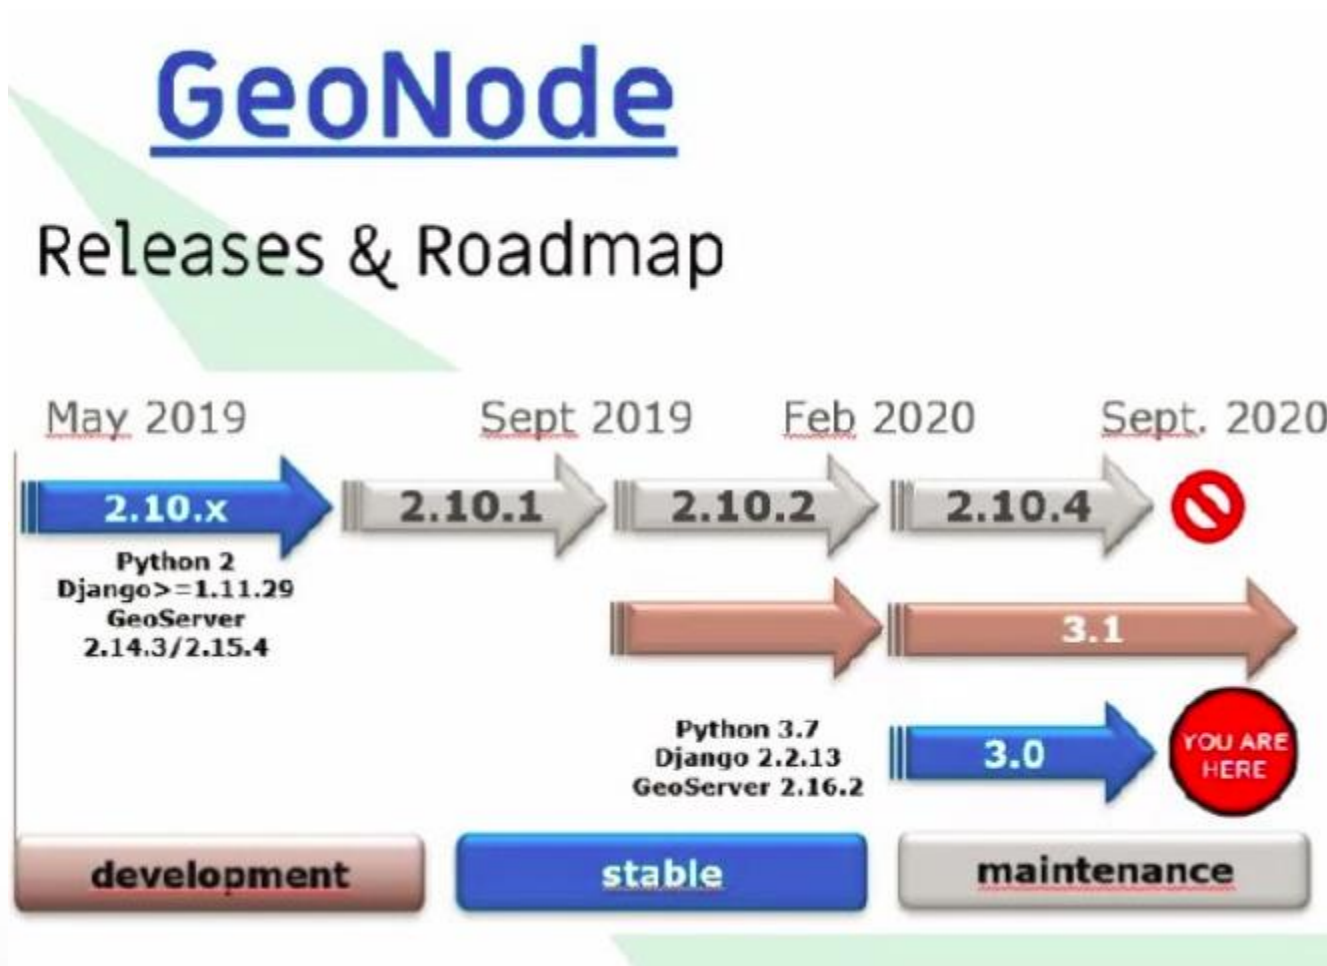 GeoNode
Releases & Roadmap
May 2019 Sept 2019 Feb 2020 Sept. 2020
2.10.x 2.10.1 2.10.2 2.10.4
Python 2
Django>=1.11.29
GeoServer
2.14.3/2.15.4
3.1
Python 3.7
Django 2.2.13
GeoServer 2.16.2
3.0
YOU ARE
HERE
development stable maintenance